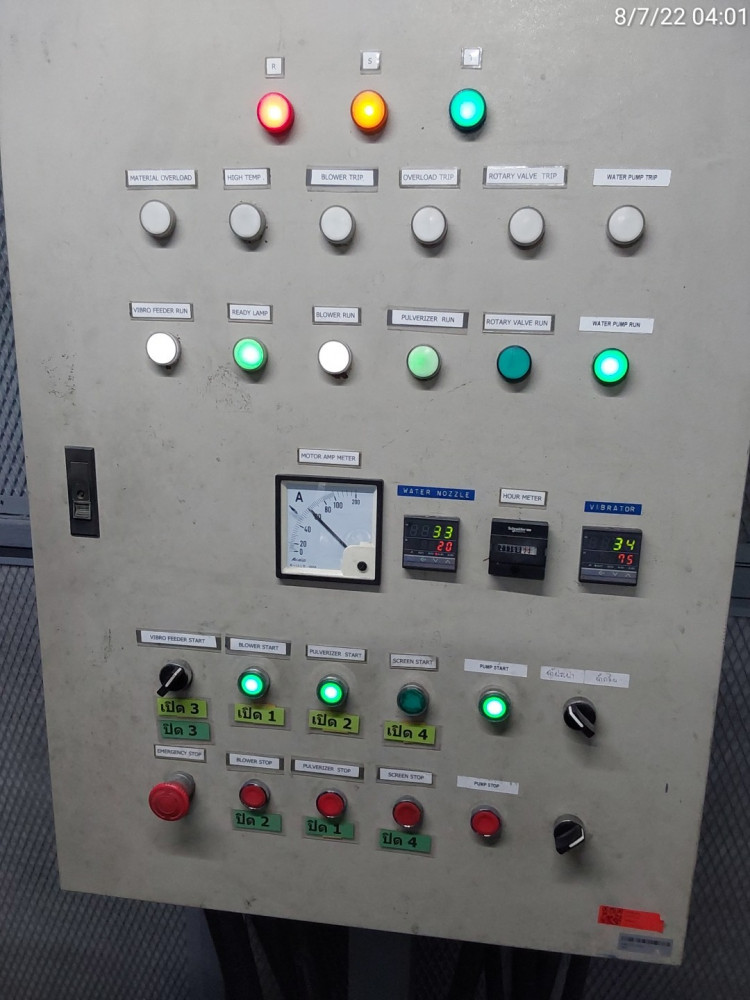 8/7/22 04:01
R
S
MATERIAL OVERLOAD
HIGH TEMP.
BLOWER TRIP
OVERLOAD TRIP
ROTARY VALVE TRIP
WATER PUMP TRIP
VIBRO FEEDER RUN
READY LAMP
BLOWER RUN
PULVERIZER RUN
ROTARY VALVE RUN
WATER PUMP RUN
MOTOR AMP METER
WATER NOZZLE
HOUR METER
VIBRATOR
A
200
100
80
40
20
0
33
20
Schneider
34
75
VIBRO FEEDER START
BLOWER START
PULVERIZER START
SCREEN START
PUMP START
เปิด 3
เปิด 1
เปิด 2
เปิด 4
ปิด 3
EMERGENCY STOP
BLOWER STOP
PULVERIZER STOP
SCREEN STOP
PUMP STOP
ปิด 2
ปิด 1
ปิด 4